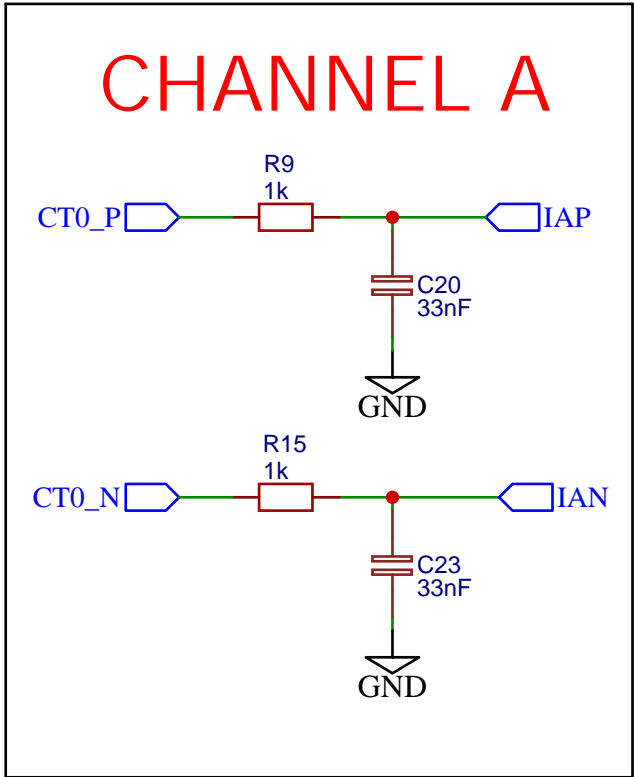 CHANNEL A
R9
1k
CT0_P
IAP
C20
33nF
GND
R15
1k
CT0_N
IAN
C23
33nF
GND